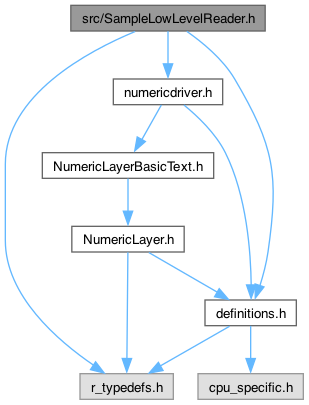 src/SampleLowLevelReader.h
numericdriver.h
NumericLayerBasicText.h
NumericLayer.h
definitions.h
r_typedefs.h
cpu_specific.h